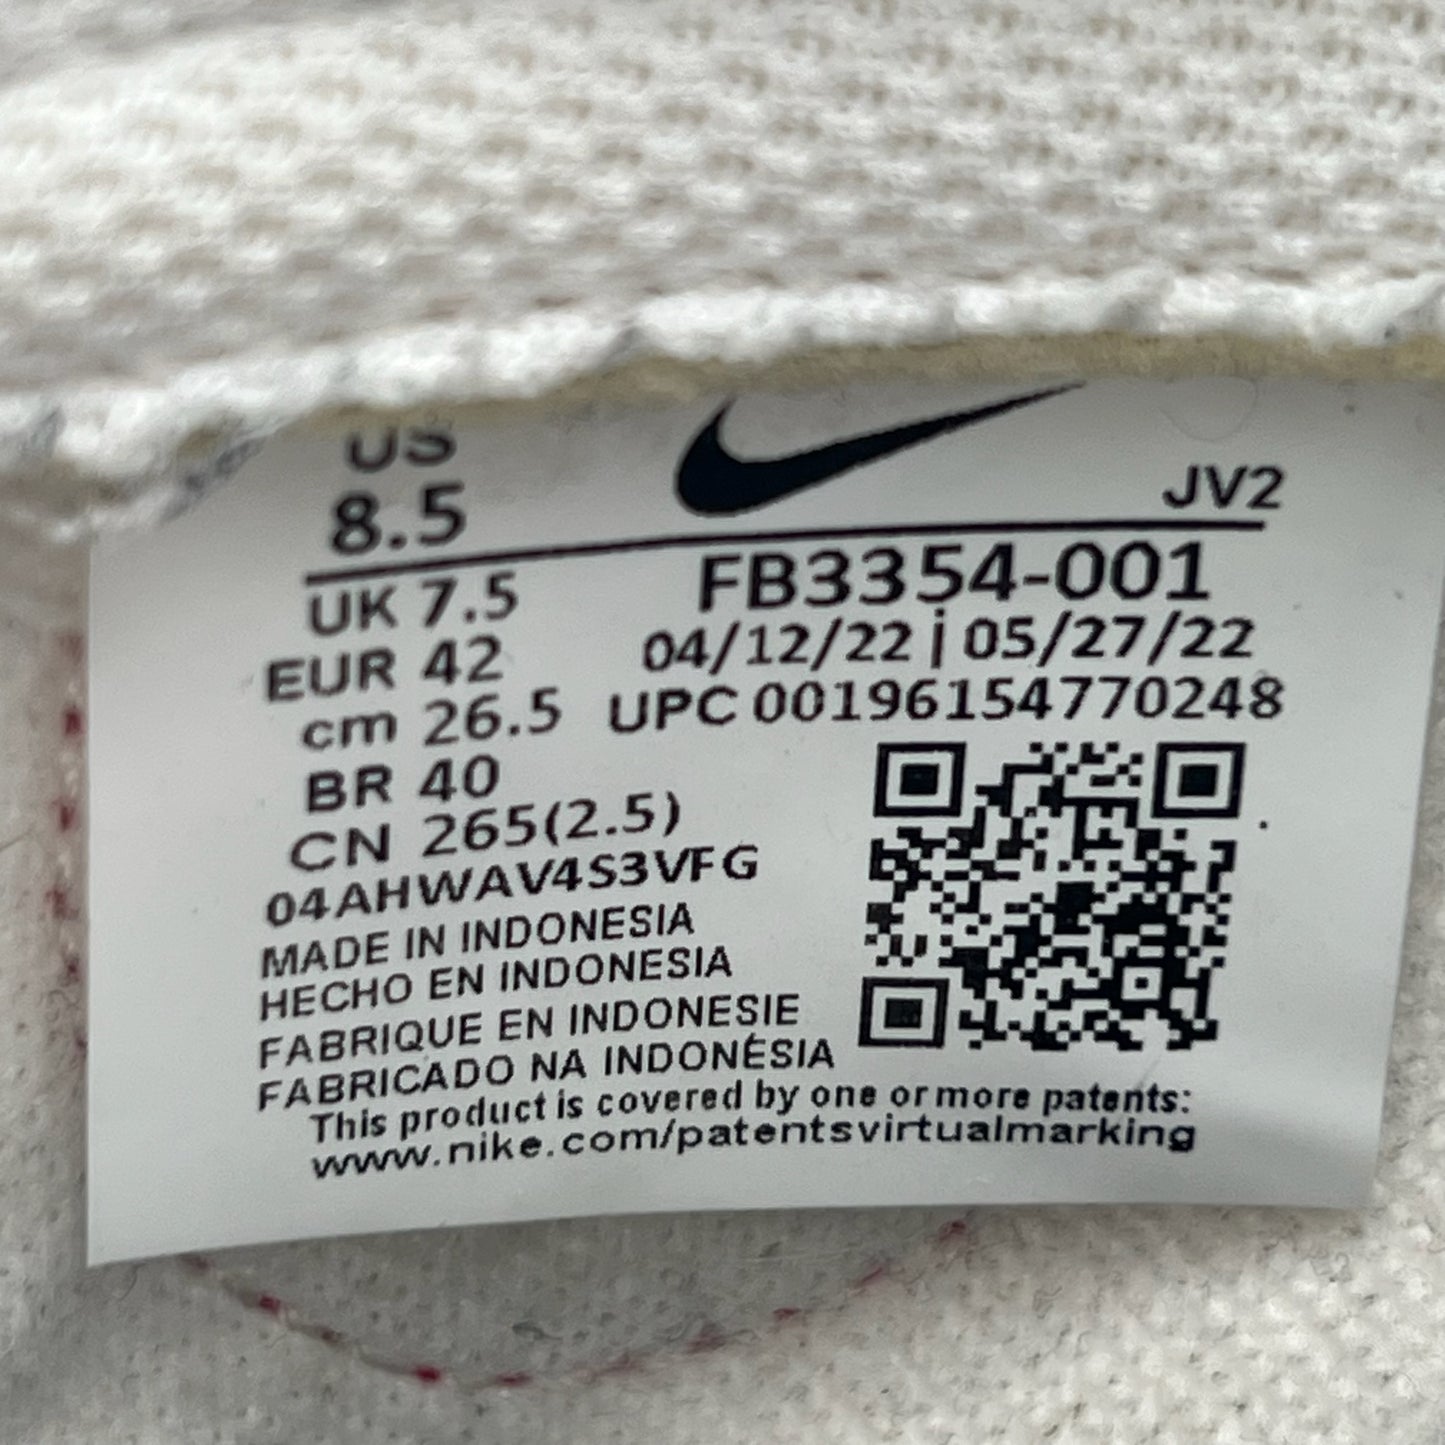 US
8.5
JV2
UK 7.5
FB3354-001
EUR 42
04/12/22 | 05/27/22
cm 26.5
UPC 00196154770248
BR 40
CN 265(2.5)
04AHWAV4S3VFG
MADE IN INDONESIA
HECHO EN INDONESIA
FABRIQUE EN INDONESIE
FABRICADO NA INDONÉSIA
This product is covered by one or more patents:
www.nike.com/patentsvirtualmarking